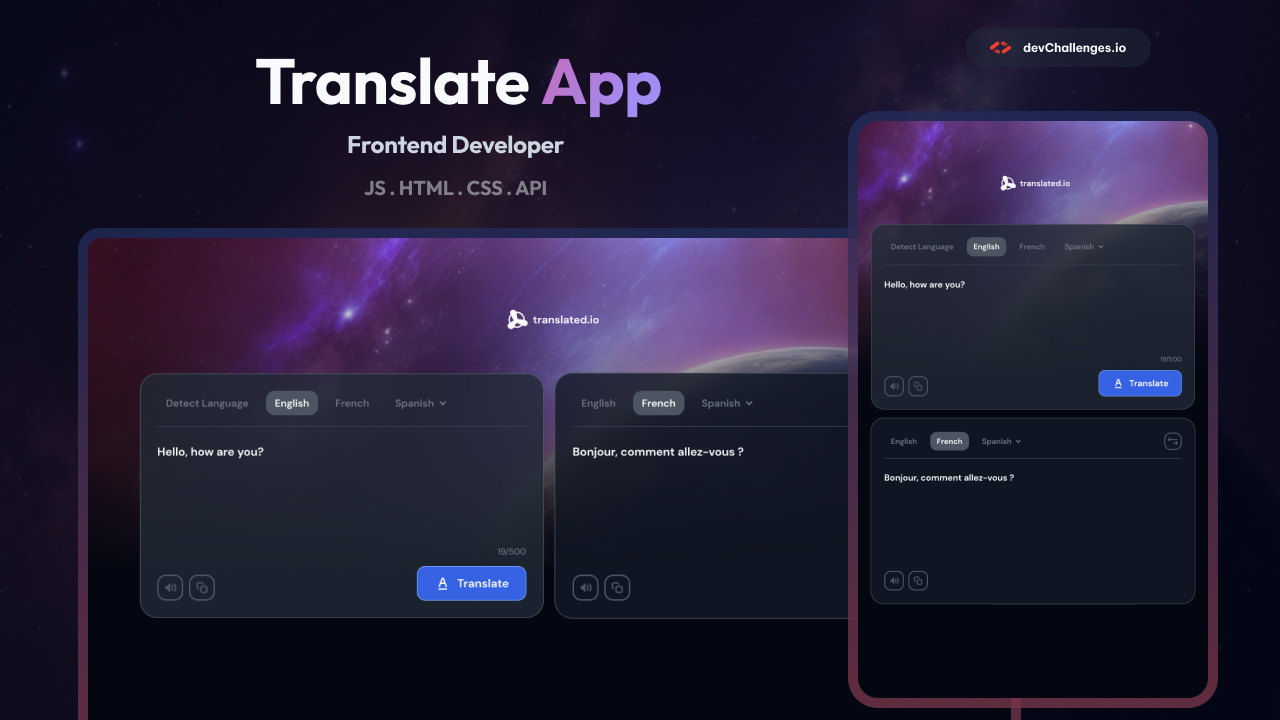 Translate App
Frontend Developer
JS . HTML . CSS . API
devChallenges.io
translated.io
Detect Language English French Spanish
Hello, how are you?
19/500
Translate
English French Spanish
Bonjour, comment allez-vous ?
translated.io
Detect Language English French Spanish
Hello, how are you?
19/500
Translate
English French Spanish
Bonjour, comment allez-vous ?